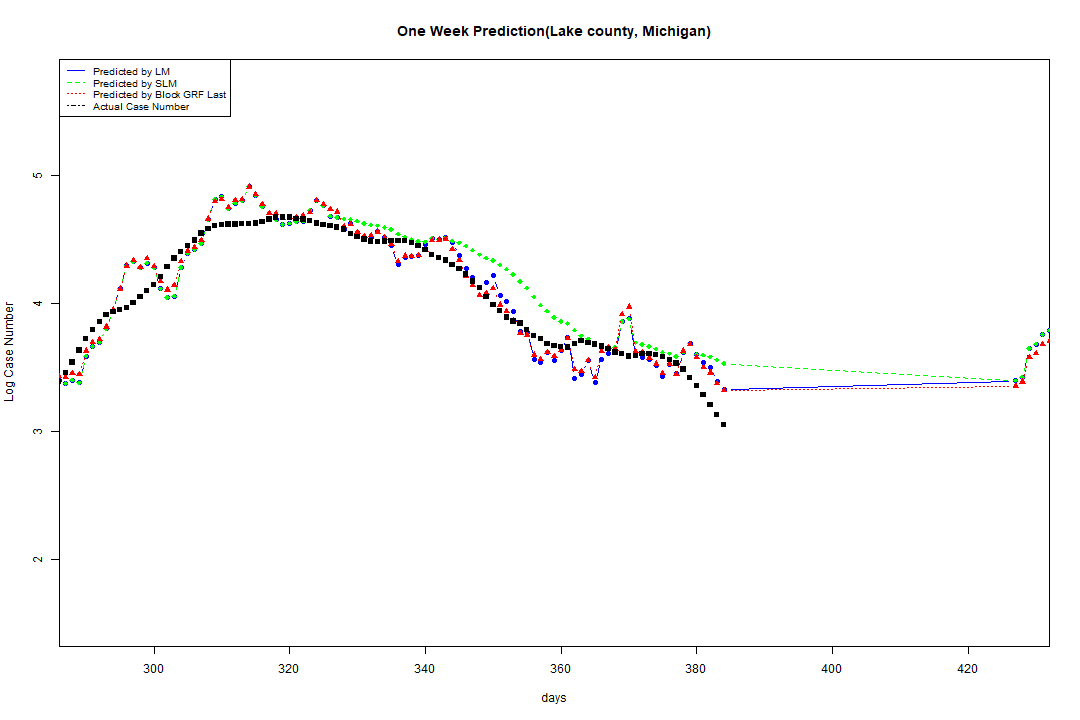 One Week Prediction(Lake county, Michigan)
Predicted by LM
Predicted by SLM
Predicted by Block GRF Last
Actual Case Number
5
4
3
2
Log Case Number
300 320 340 360 380 400 420
days